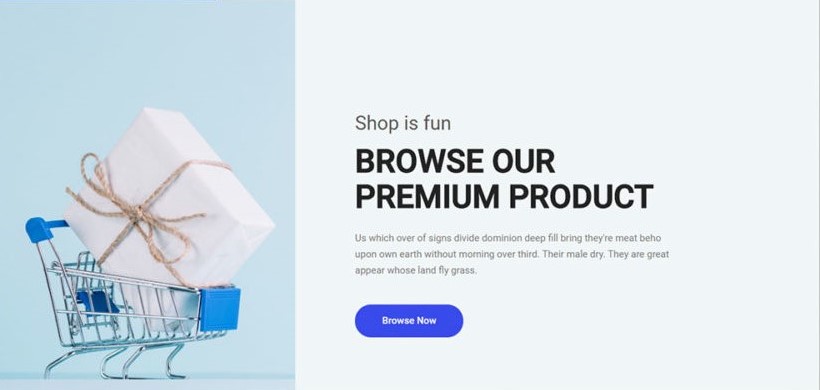 Shop is fun
BROWSE OUR
PREMIUM PRODUCT
Us which over of signs divide dominion deep fill bring they're meat beho
upon own earth without morning over third. Their male dry. They are great
appear whose land fly grass.
Browse Now